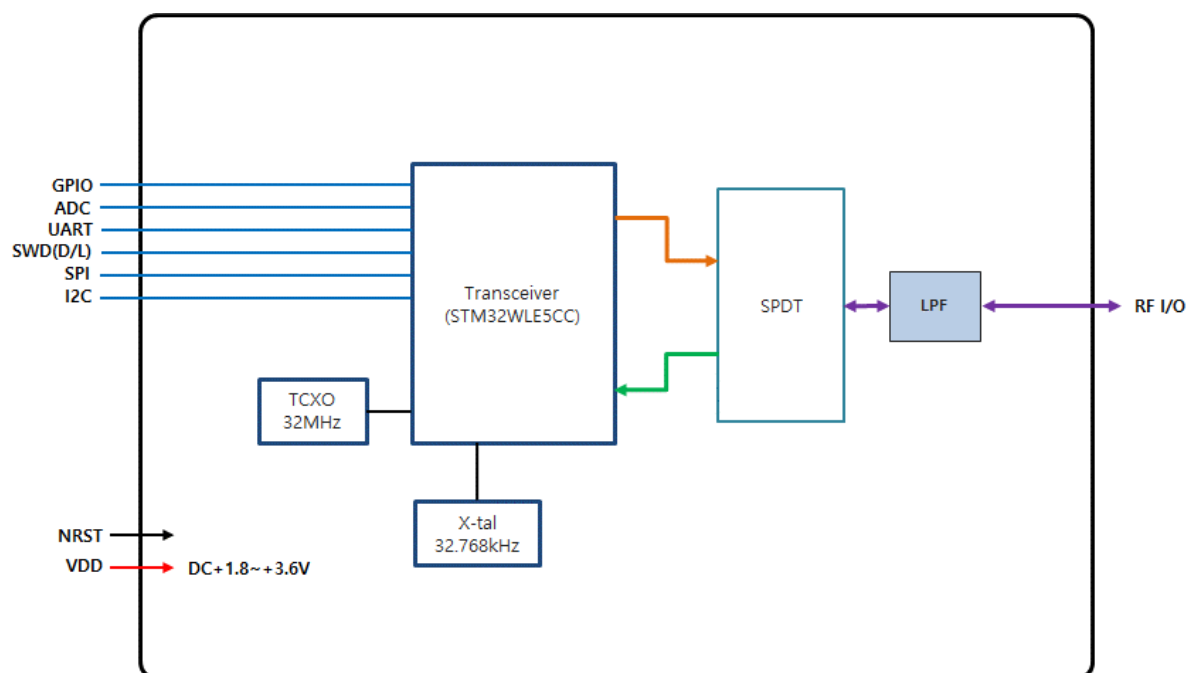 GPIO
ADC
UART
SWD(D/L)
SPI
I2C
Transceiver
(STM32WLE5CC)
SPDT
LPF
RF I/O
TCXO
32MHz
X-tal
32.768kHz
NRST
VDD
DC+1.8~+3.6V